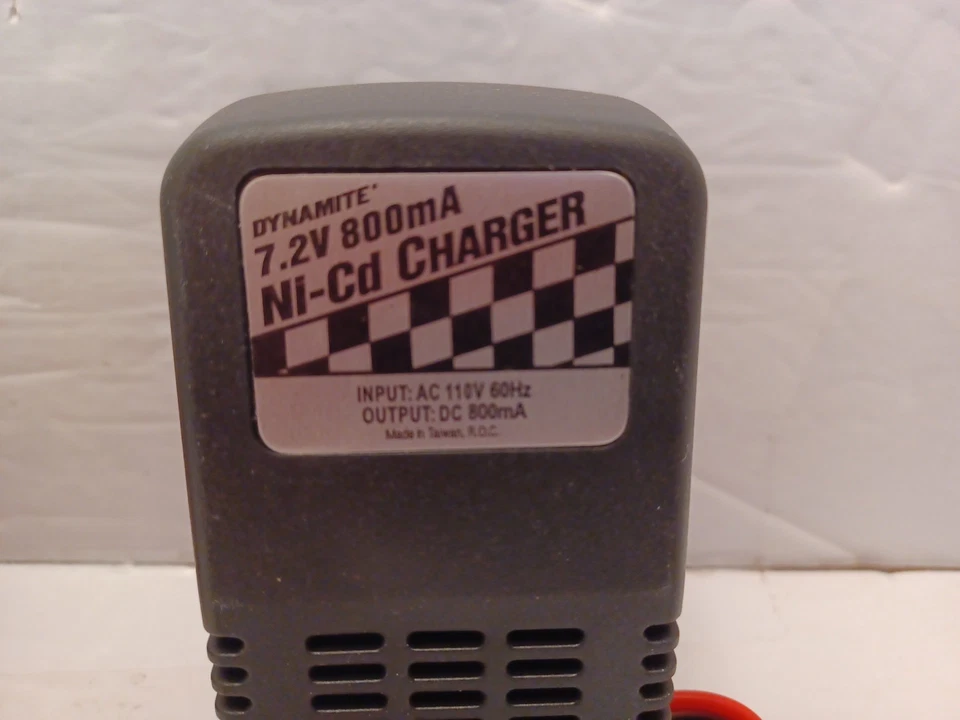 DYNAMITE
7.2V 800mA
Ni-Cd CHARGER
INPUT: AC 110V 60Hz
OUTPUT: DC 800mA
Made in Taiwan, R.O.C.